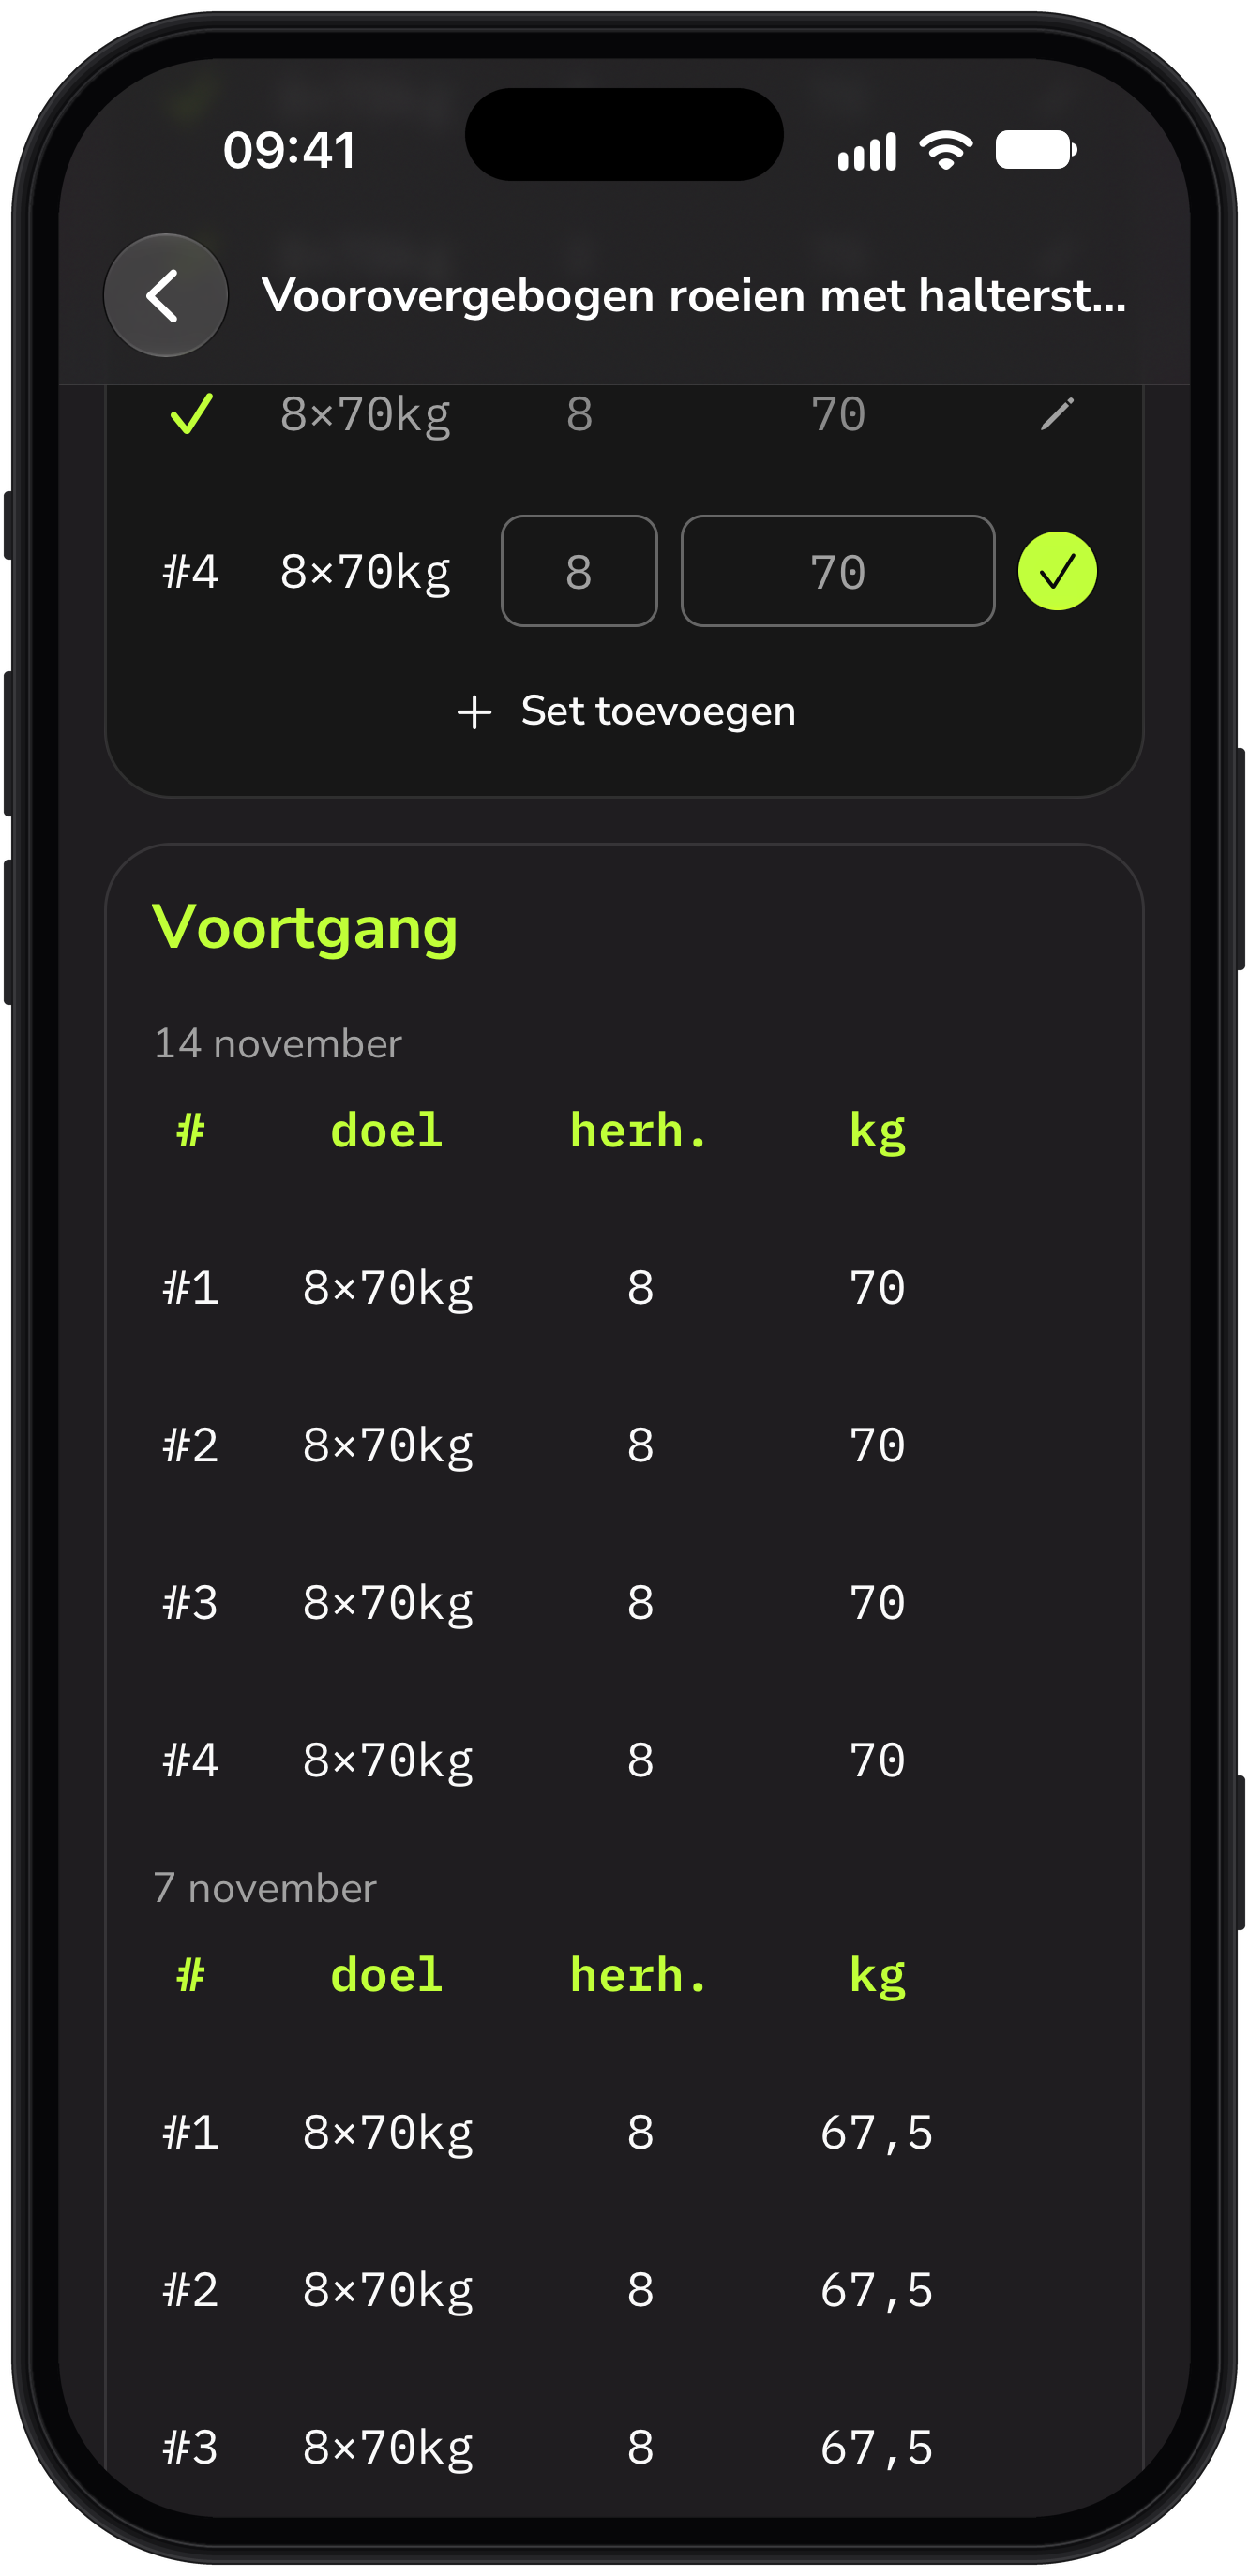 09:41
Voorovergebogen roeien met halterst...
8×70kg 8 70
#4 8×70kg 8 70
+ Set toevoegen
Voortgang
14 november
# doel herh. kg
#1 8×70kg 8 70
#2 8×70kg 8 70
#3 8×70kg 8 70
#4 8×70kg 8 70
7 november
# doel herh. kg
#1 8×70kg 8 67,5
#2 8×70kg 8 67,5
#3 8×70kg 8 67,5